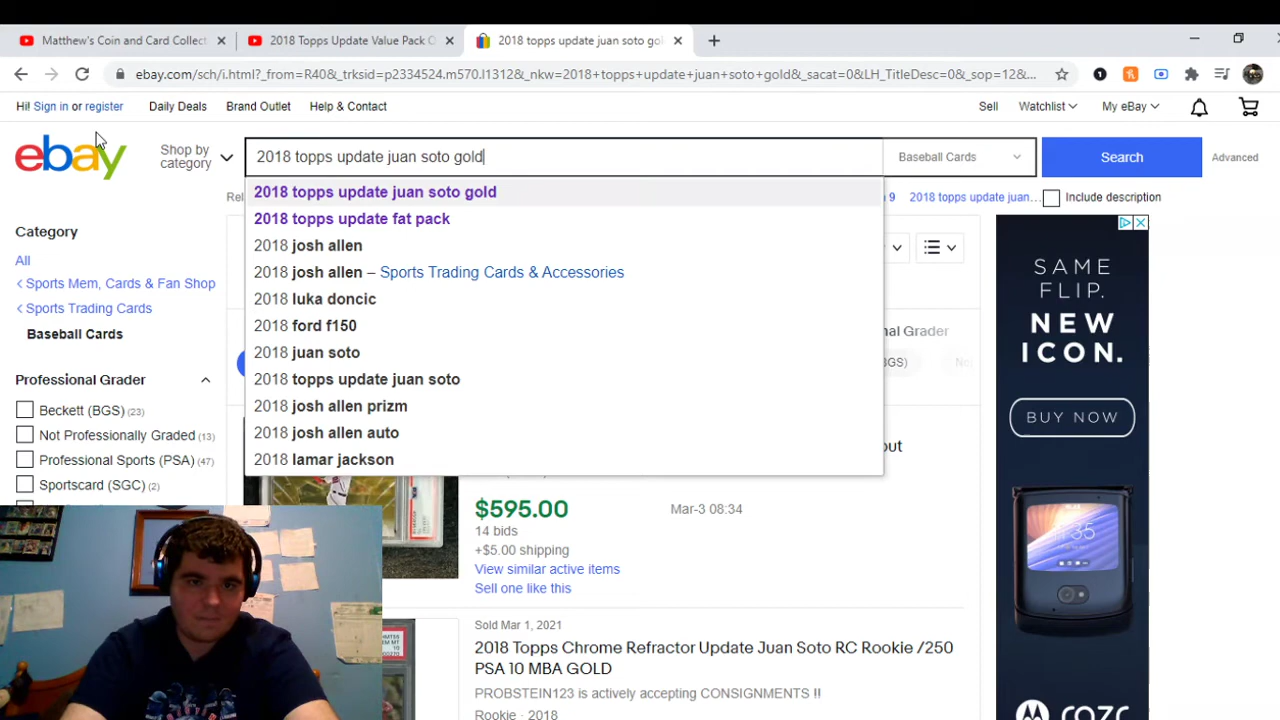 Matthew's Coin and Card Collect
2018 Topps Update Value Pack O
2018 topps update juan soto gol
ebay.com/sch/i.html?_from=R40&_trksid=p2334524.m570.l1312&_nkw=2018+topps+update+juan+soto+gold&_sacat=0&LH_TitleDesc=0&_sop=12&...
Hi! Sign in or register
Daily Deals
Brand Outlet
Help & Contact
Sell
Watchlist
My eBay
ebay
Shop by category
2018 topps update juan soto gold
Baseball Cards
Search
Advanced
2018 topps update juan soto gold
2018 topps update fat pack
2018 josh allen
2018 josh allen – Sports Trading Cards & Accessories
2018 luka doncic
2018 ford f150
2018 juan soto
2018 topps update juan soto
2018 josh allen prizm
2018 josh allen auto
2018 lamar jackson
Rel
9
2018 topps update juan...
Include description
Category
All
Sports Mem, Cards & Fan Shop
Sports Trading Cards
Baseball Cards
Professional Grader
Beckett (BGS) (23)
Not Professionally Graded (13)
Professional Sports (PSA) (47)
Sportscard (SGC) (2)
nal Grader
BGS)
out
$595.00
Mar-3 08:34
14 bids
+$5.00 shipping
View similar active items
Sell one like this
Sold Mar 1, 2021
2018 Topps Chrome Refractor Update Juan Soto RC Rookie /250
PSA 10 MBA GOLD
PROBSTEIN123 is actively accepting CONSIGNMENTS !!
Rookie · 2018
SAME
FLIP.
NEW
ICON.
BUY NOW
razr